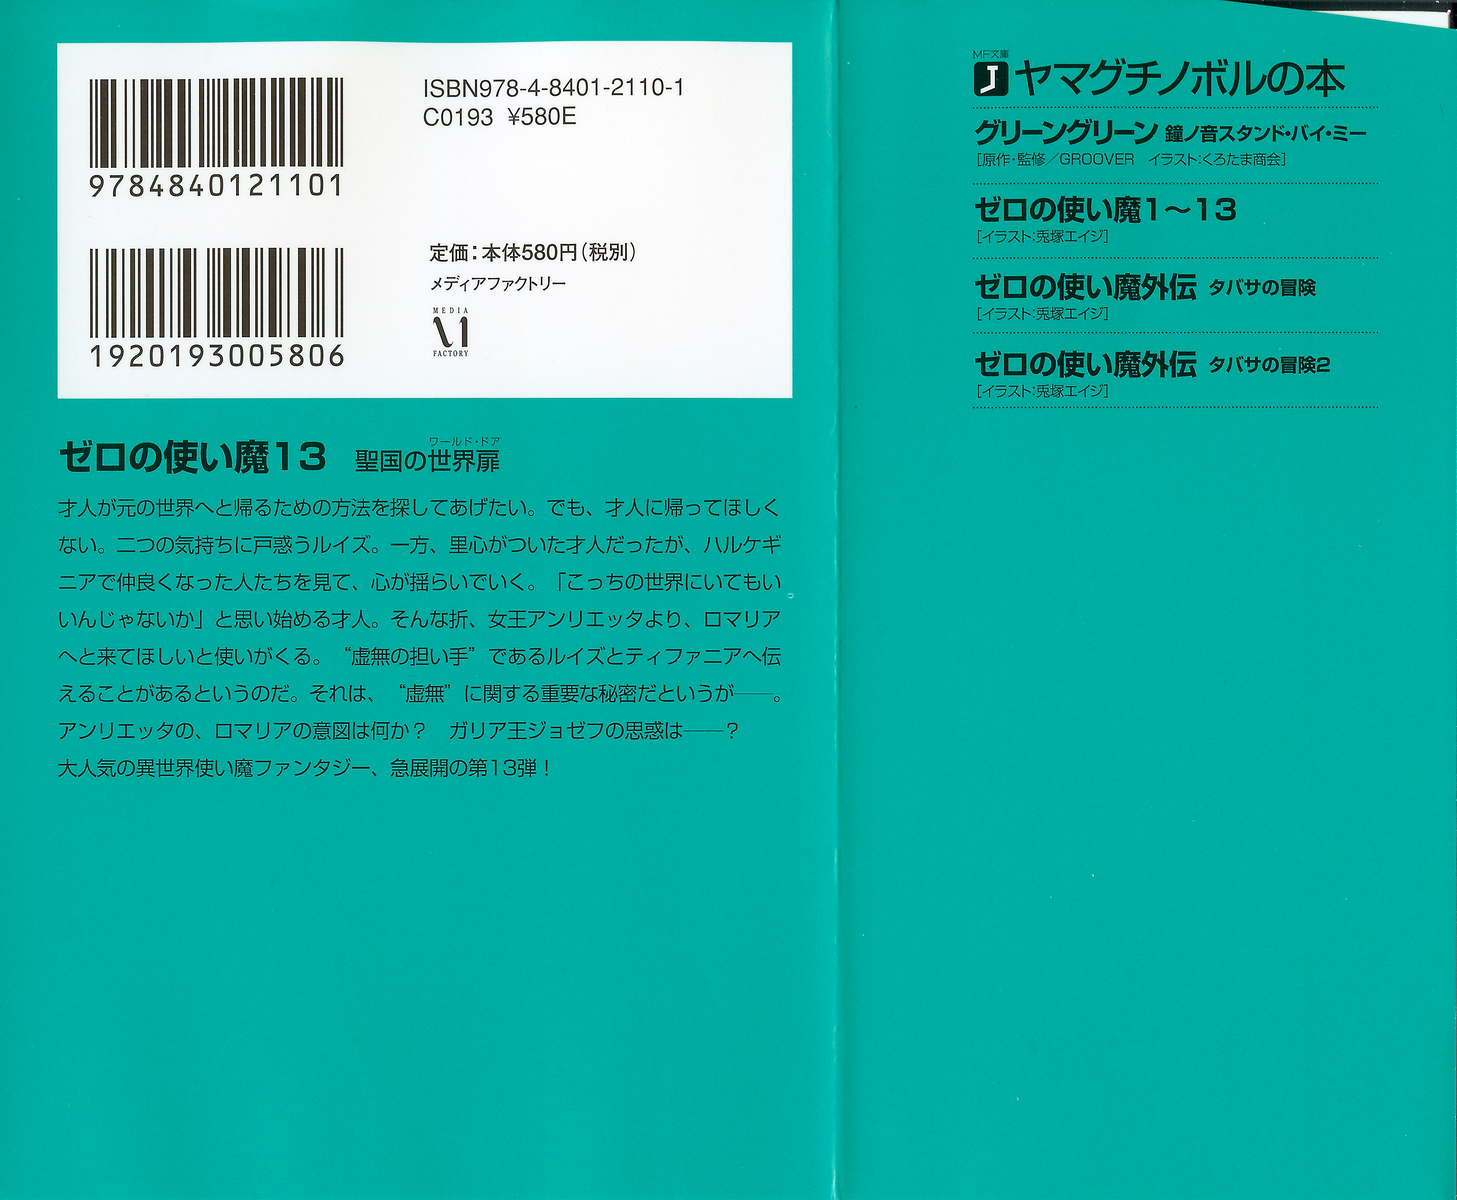 9784840121101
ISBN978-4-8401-2110-1
C0193 ¥580E
1920193005806
定価：本体580円（税別）
メディアファクトリー
MEDIA
FACTORY
ゼロの使い魔13 聖国の世界扉
ワールド・ドア
才人が元の世界へと帰るための方法を探してあげたい。でも、才人に帰ってほしく
ない。二つの気持ちに戸惑うルイズ。一方、里心がついた才人だったが、ハルケギ
ニアで仲良くなった人たちを見て、心が揺らいでいく。「こっちの世界にいてもい
いんじゃないか」と思い始める才人。そんな折、女王アンリエッタより、ロマリア
へと来てほしいと使いがくる。“虚無の担い手”であるルイズとティファニアへ伝
えることがあるというのだ。それは、“虚無”に関する重要な秘密だというが──。
アンリエッタの、ロマリアの意図は何か？　ガリア王ジョゼフの思惑は──？
大人気の異世界使い魔ファンタジー、急展開の第13弾！
MF文庫
J ヤマグチノボルの本
グリーングリーン 鐘ノ音スタンド・バイ・ミー
［原作・監修／GROOVER　イラスト：くろたま商会］
ゼロの使い魔1～13
［イラスト：兎塚エイジ］
ゼロの使い魔外伝 タバサの冒険
［イラスト：兎塚エイジ］
ゼロの使い魔外伝 タバサの冒険2
［イラスト：兎塚エイジ］